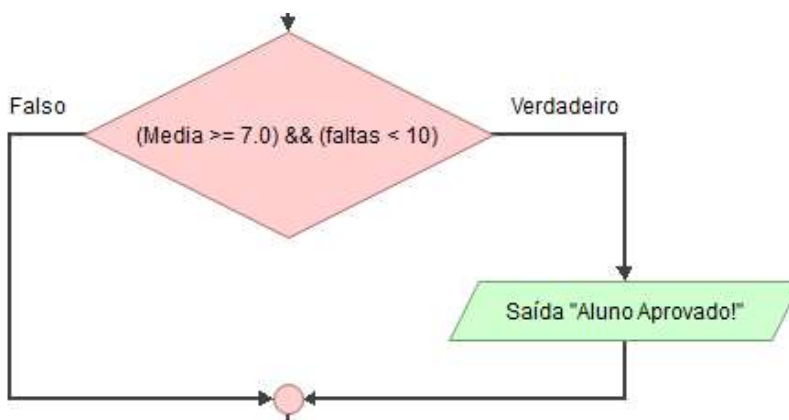 Falso
Verdadeiro
(Media >= 7.0) && (faltas < 10)
Saída "Aluno Aprovado!"